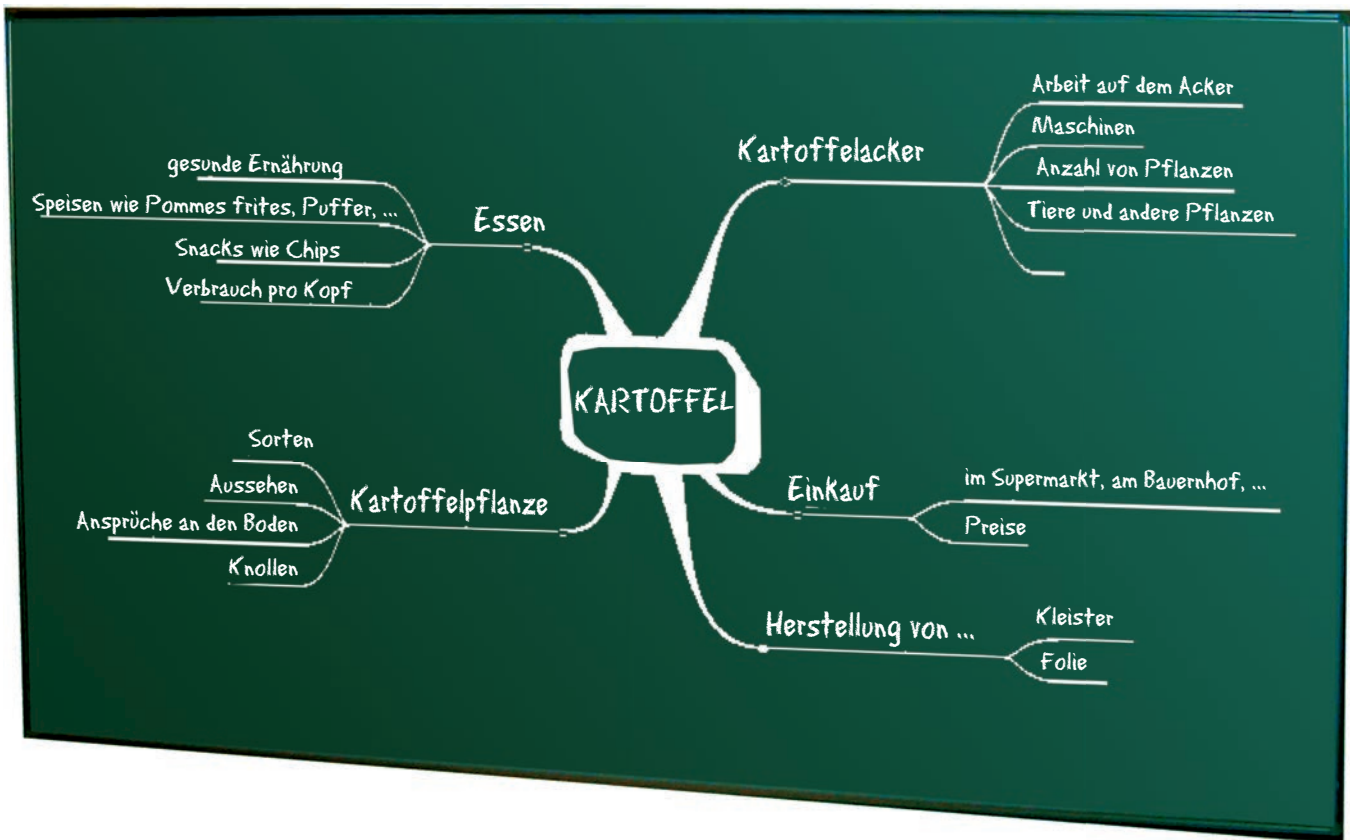 KARTOFFEL
Essen
gesunde Ernährung
Speisen wie Pommes frites, Puffer, ...
Snacks wie Chips
Verbrauch pro Kopf
Kartoffelacker
Arbeit auf dem Acker
Maschinen
Anzahl von Pflanzen
Tiere und andere Pflanzen
Kartoffelpflanze
Sorten
Aussehen
Ansprüche an den Boden
Knollen
Einkauf
im Supermarkt, am Bauernhof, ...
Preise
Herstellung von ...
Kleister
Folie